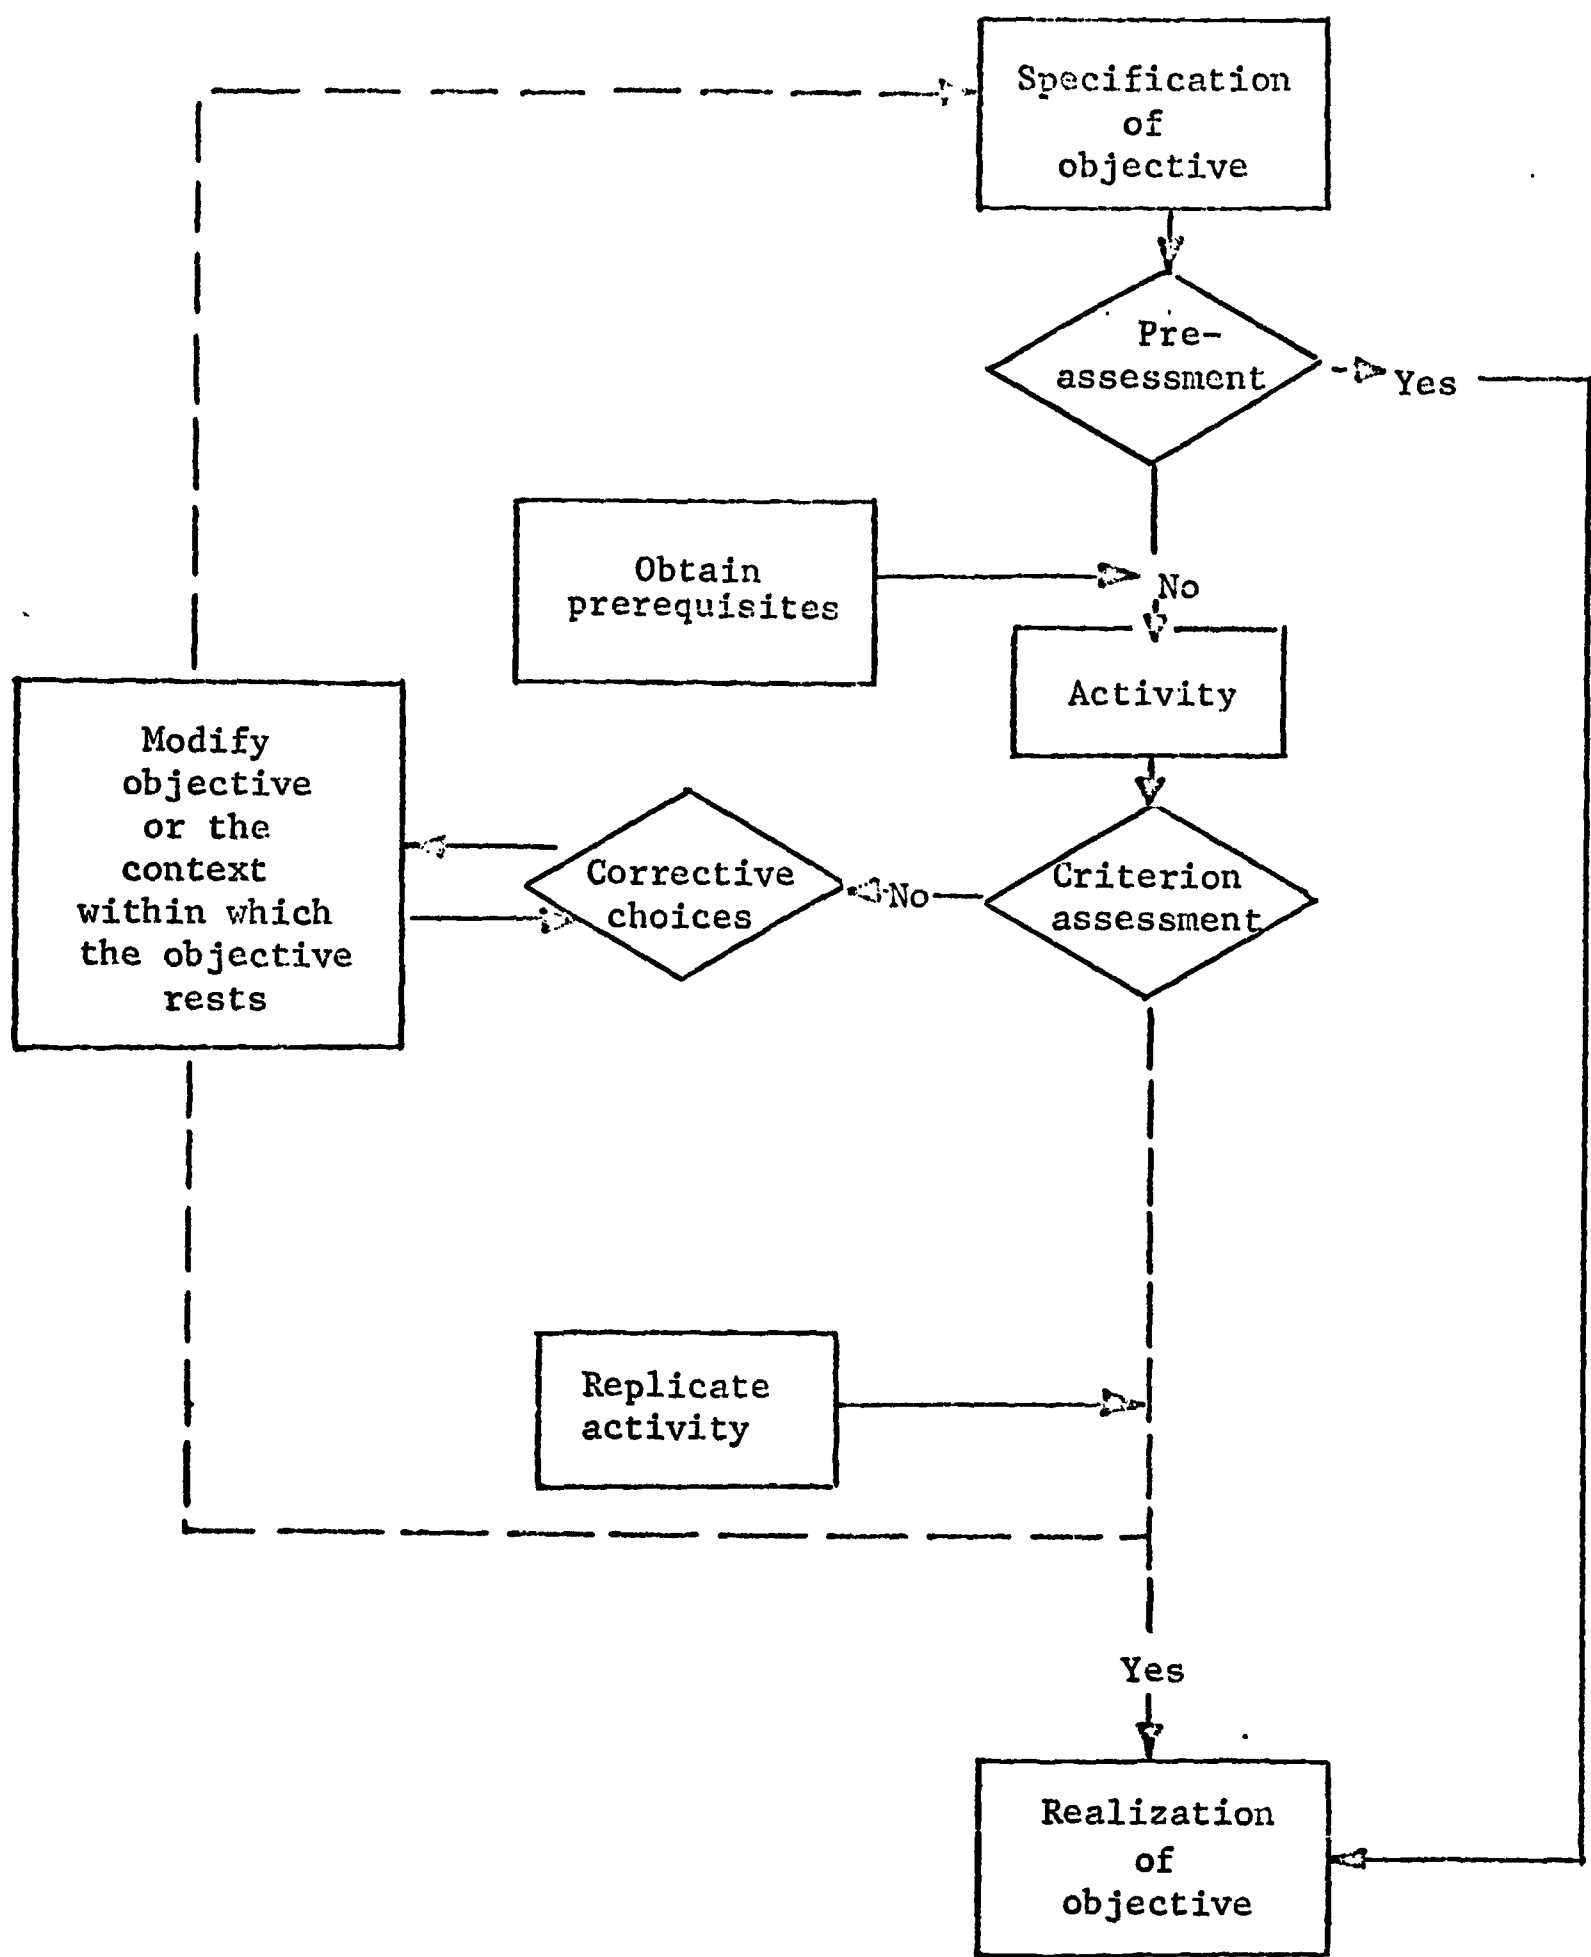 Specification
of
objective
Pre-
assessment
Yes
Obtain
prerequisites
No
Activity
Modify
objective
or the
context
within which
the objective
rests
Corrective
choices
No
Criterion
assessment
Replicate
activity
Yes
Realization
of
objective